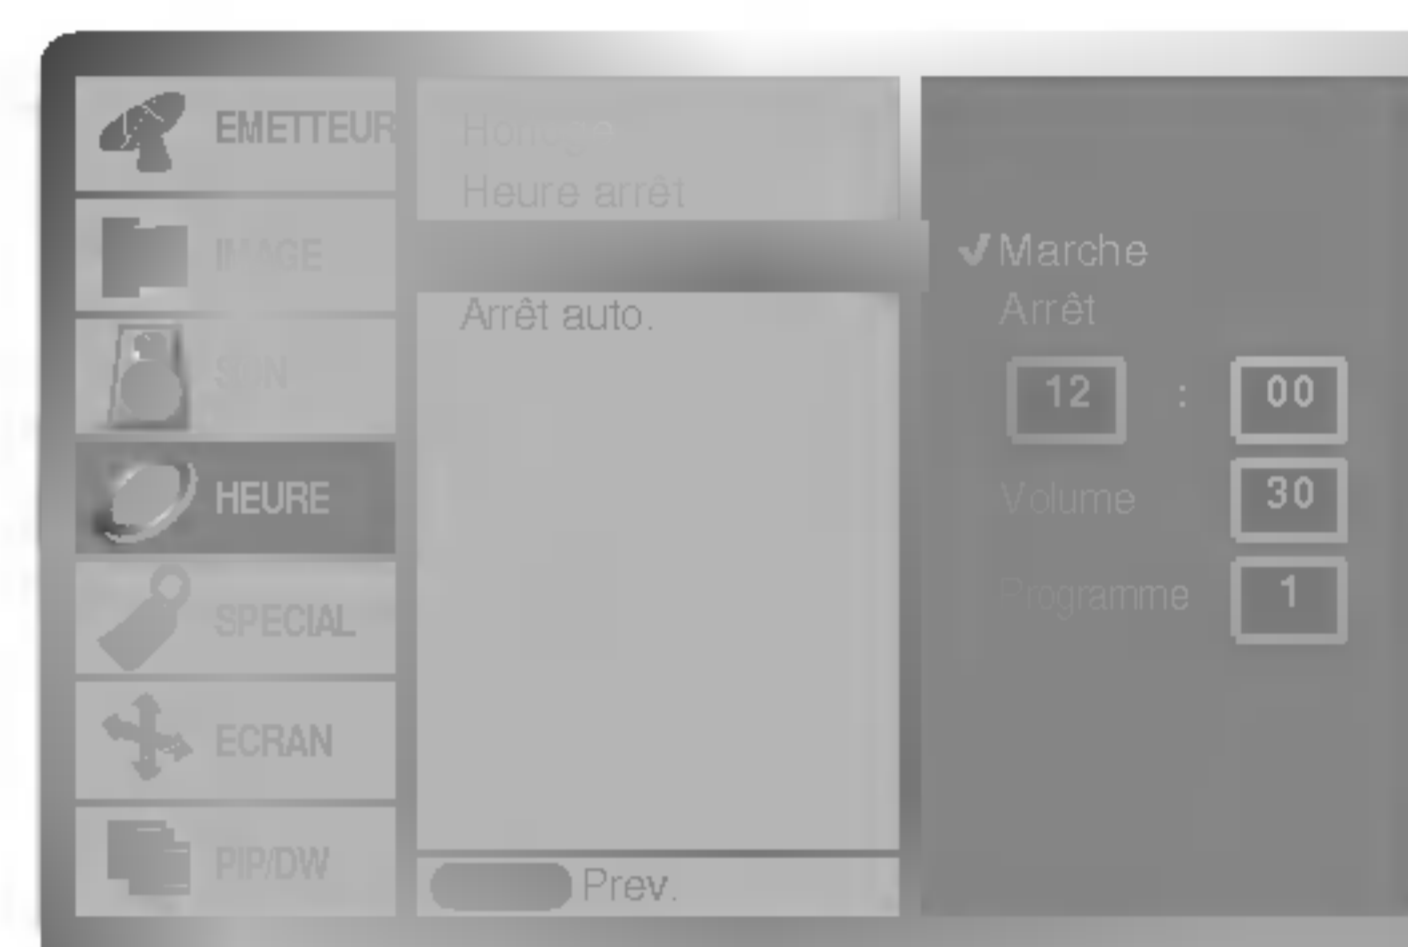 EMETTEUR
IMAGE
SON
HEURE
SPECIAL
ECRAN
PIP/DW
Horloge
Heure arrêt
Arrêt auto.
Prev.
✔Marche
Arrêt
12 : 00
Volume 30
Programme 1